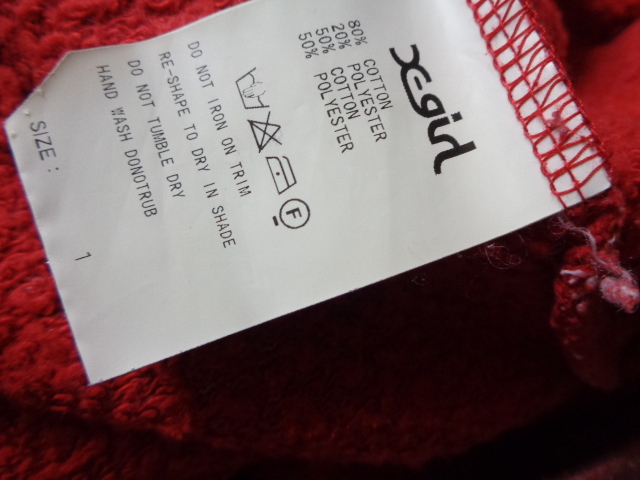 X-girl
80% COTTON
20% POLYESTER
50% COTTON
50% POLYESTER
F
DO NOT IRON ON TRIM
RE-SHAPE TO DRY IN SHADE
DO NOT TUMBLE DRY
HAND WASH DONOTRUB
SIZE : 1